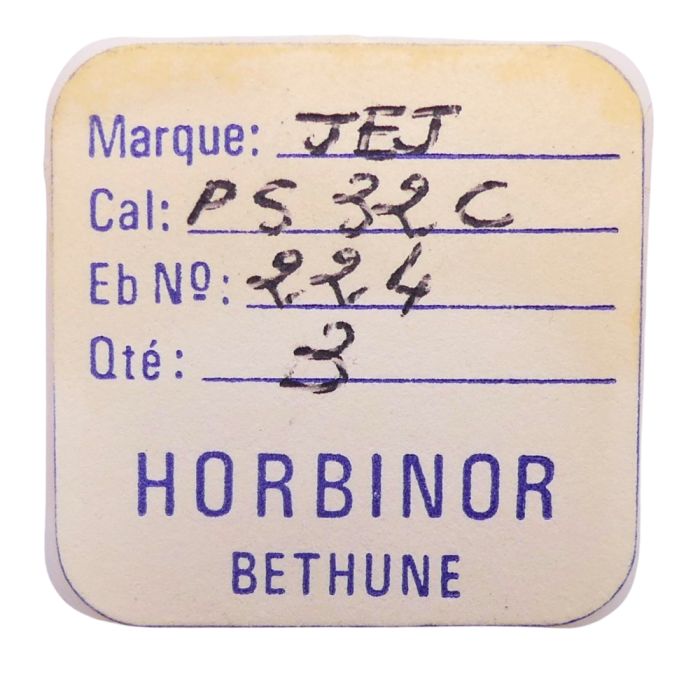 Marque: JEJ
Cal: PS 32 C
Eb Nº: 224
Qté: 3
HORBINOR
BETHUNE